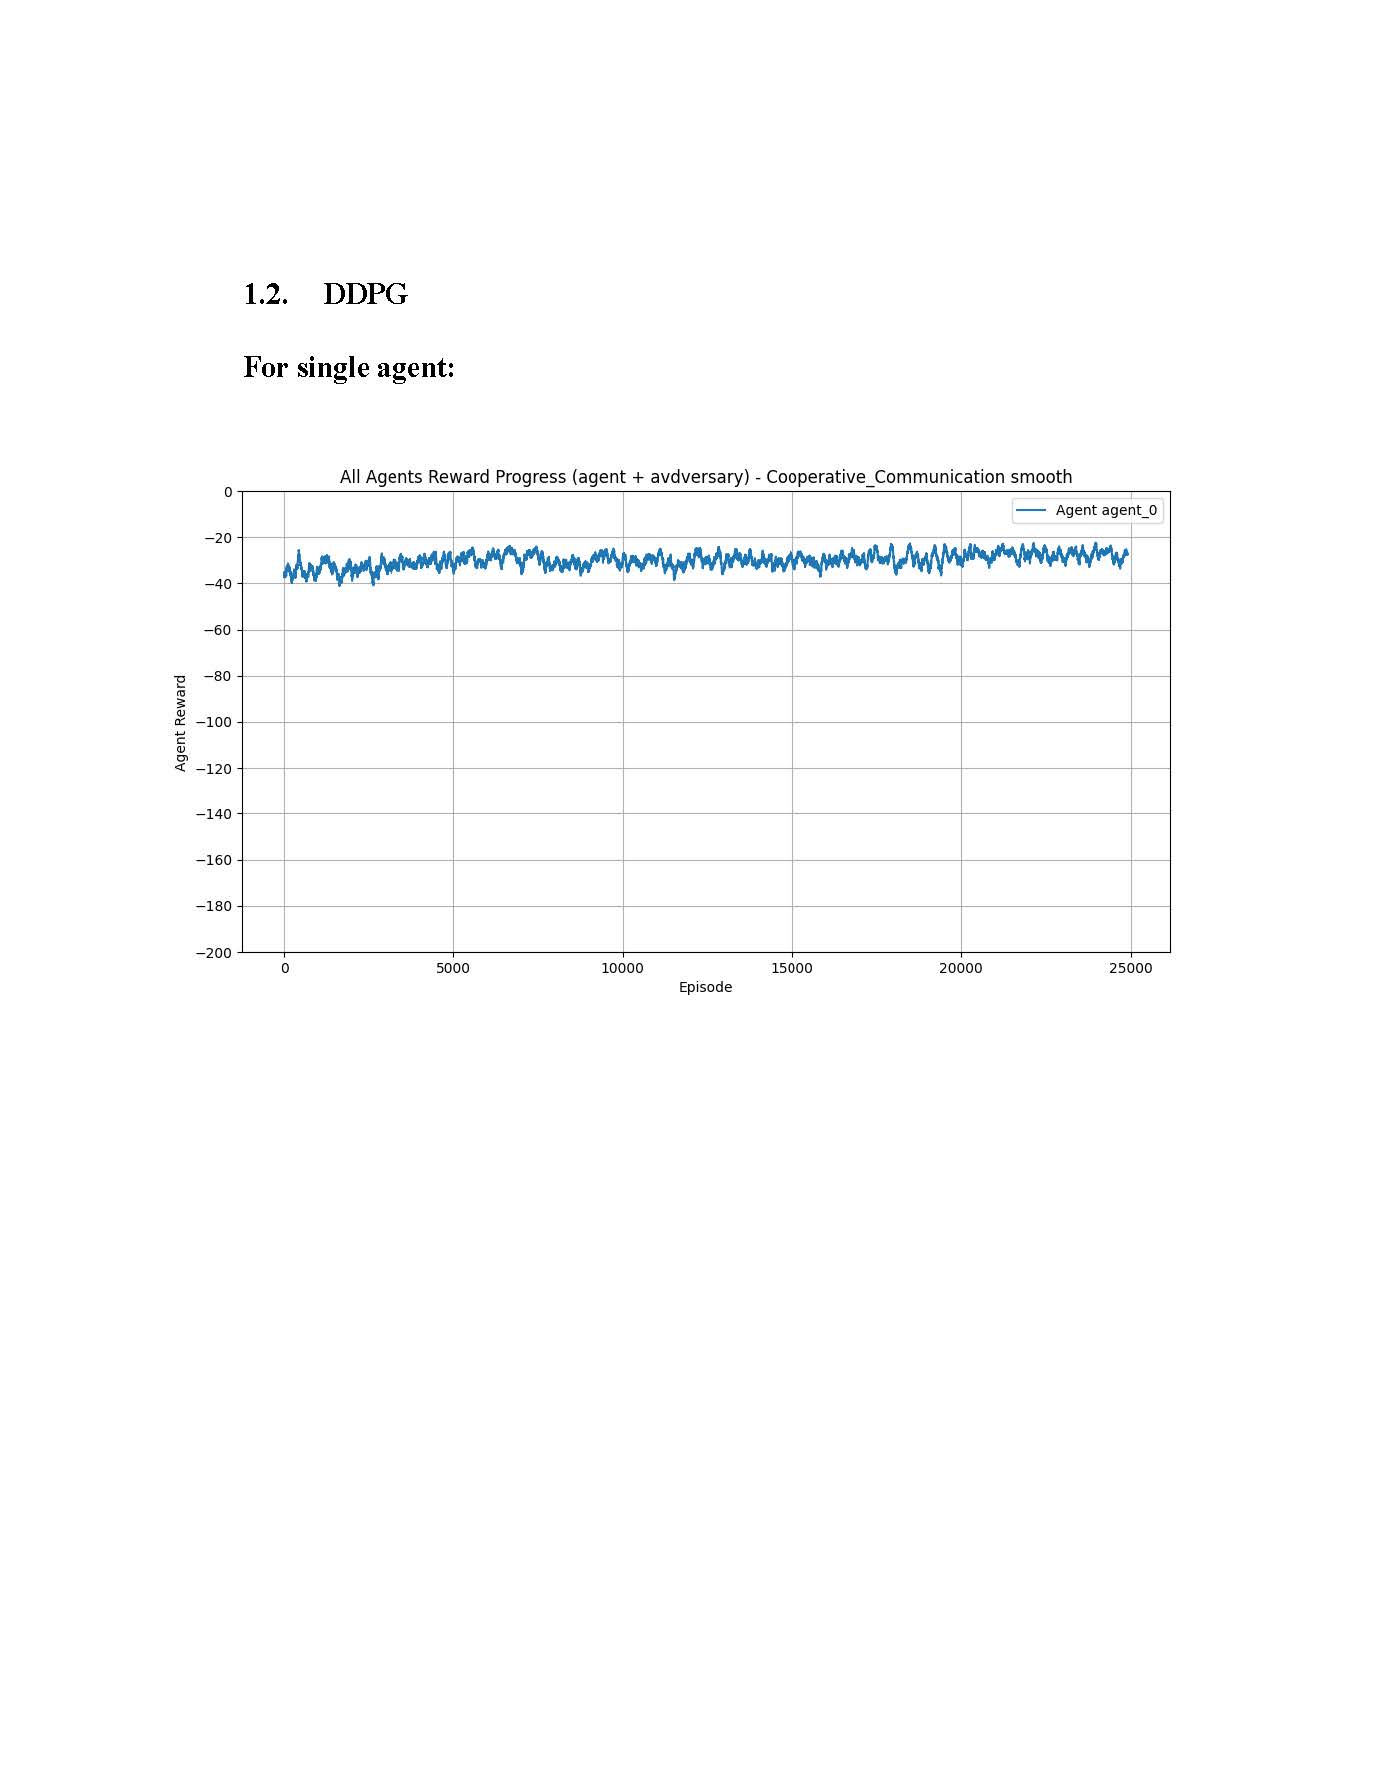 1.2. DDPG
For single agent:
All Agents Reward Progress (agent + avdversary) - Cooperative_Communication smooth
Agent agent_0
0
−20
−40
−60
−80
−100
−120
−140
−160
−180
−200
Agent Reward
0 5000 10000 15000 20000 25000
Episode